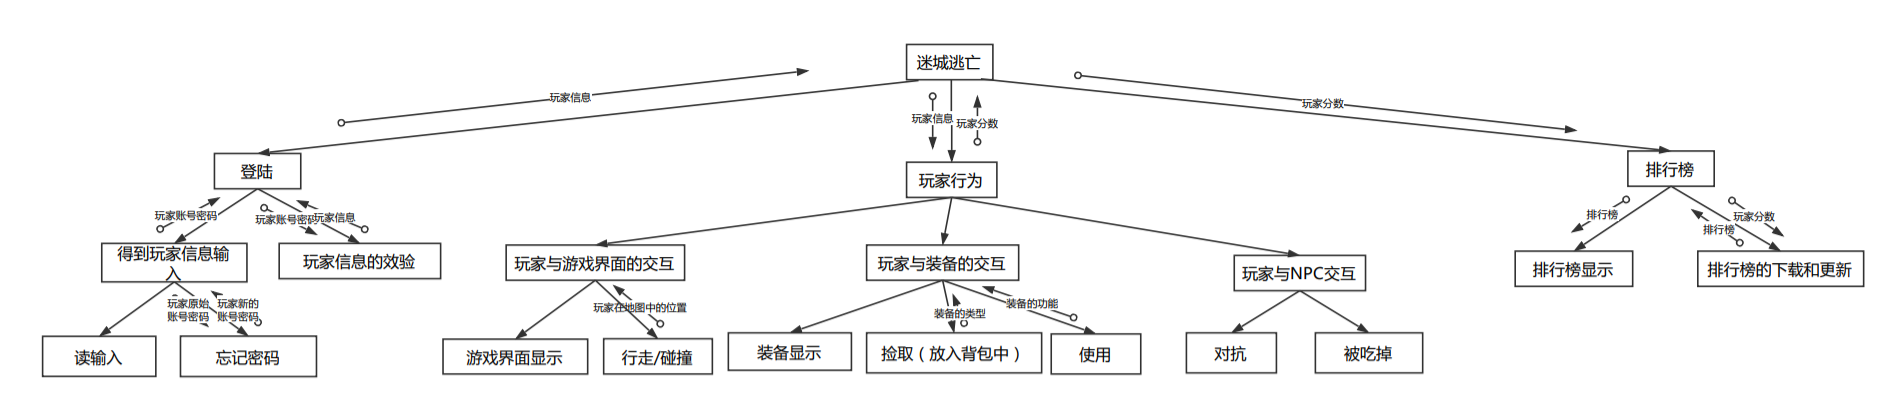 迷城逃亡
玩家信息
玩家信息
玩家分数
玩家分数
登陆
玩家行为
排行榜
玩家账号密码
玩家账号密码
玩家信息
排行榜
玩家分数
排行榜
得到玩家信息输
入
玩家信息的效验
玩家与游戏界面的交互
玩家与装备的交互
玩家与NPC交互
排行榜显示
排行榜的下载和更新
玩家原始
账号密码
玩家新的
账号密码
玩家在地图中的位置
装备的类型
装备的功能
读输入
忘记密码
游戏界面显示
行走/碰撞
装备显示
捡取（放入背包中）
使用
对抗
被吃掉